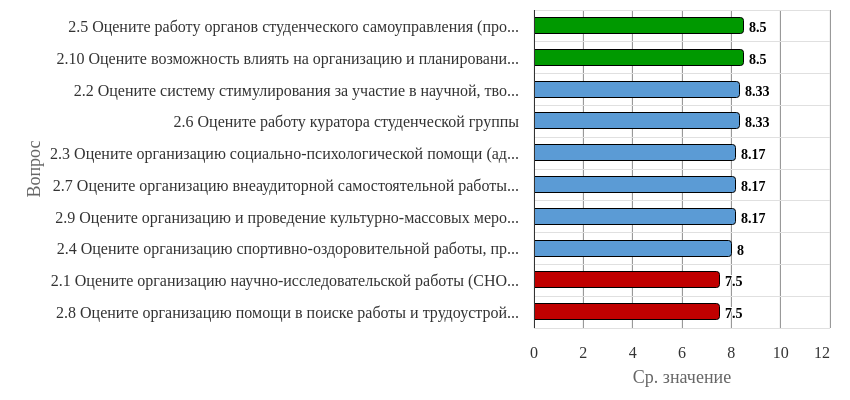 2.5 Оцените работу органов студенческого самоуправления (про... 8.5
2.10 Оцените возможность влиять на организацию и планировани... 8.5
2.2 Оцените систему стимулирования за участие в научной, тво... 8.33
2.6 Оцените работу куратора студенческой группы 8.33
2.3 Оцените организацию социально-психологической помощи (ад... 8.17
2.7 Оцените организацию внеаудиторной самостоятельной работы... 8.17
2.9 Оцените организацию и проведение культурно-массовых меро... 8.17
2.4 Оцените организацию спортивно-оздоровительной работы, пр... 8
2.1 Оцените организацию научно-исследовательской работы (СНО... 7.5
2.8 Оцените организацию помощи в поиске работы и трудоустрой... 7.5
Вопрос
0 2 4 6 8 10 12
Ср. значение